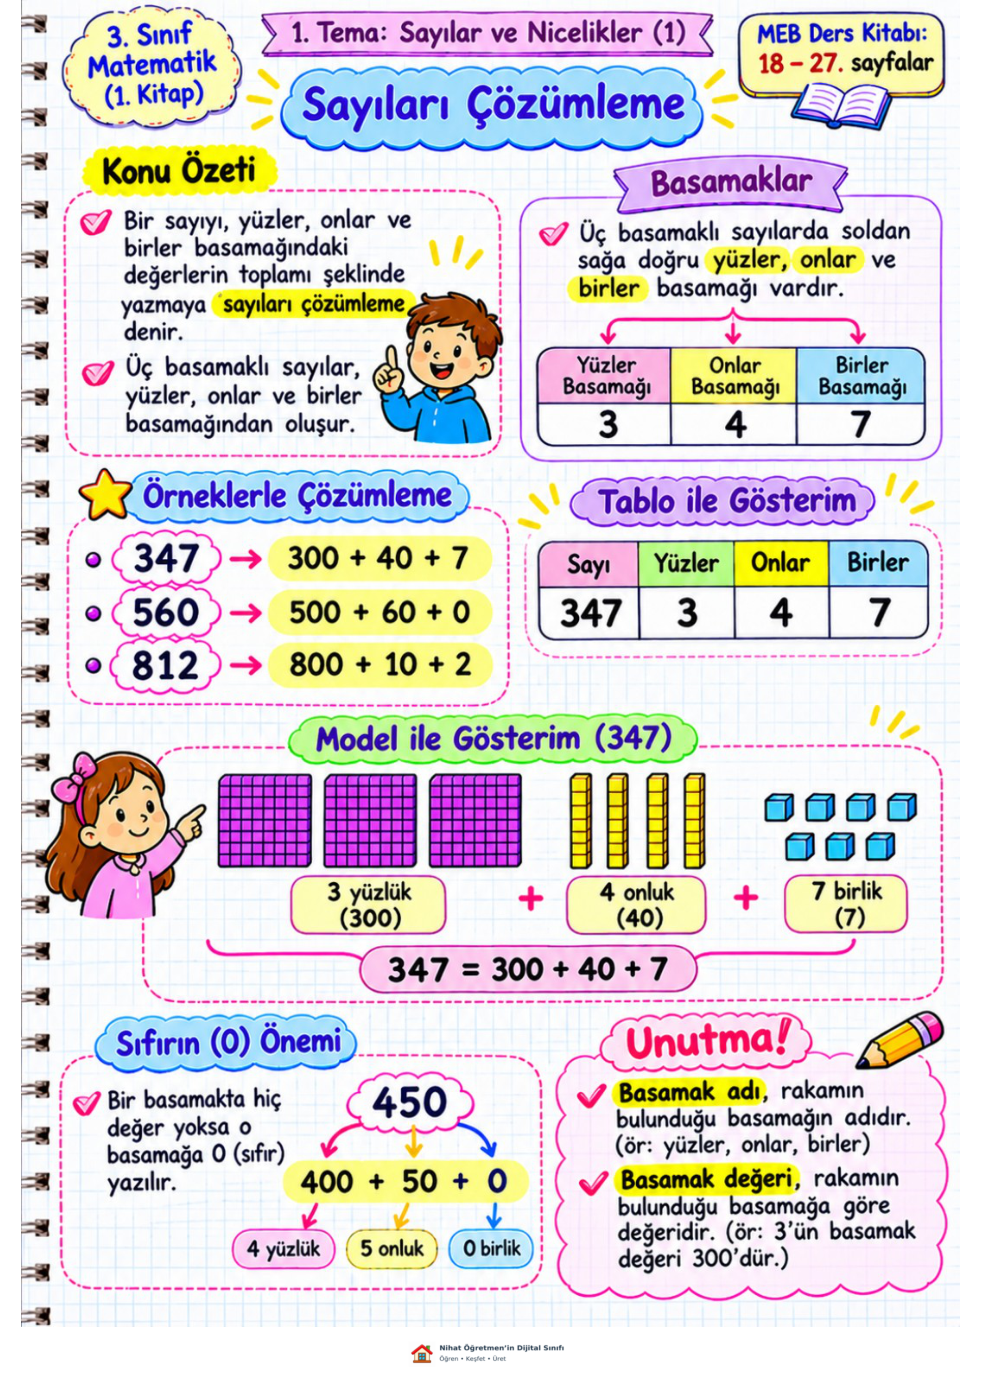 3. Sınıf
Matematik
(1. Kitap)
1. Tema: Sayılar ve Nicelikler (1)
MEB Ders Kitabı:
18 – 27. sayfalar
Sayıları Çözümleme
Konu Özeti
Bir sayıyı, yüzler, onlar ve
birler basamağındaki
değerlerin toplamı şeklinde
yazmaya sayıları çözümleme
denir.
Üç basamaklı sayılar,
yüzler, onlar ve birler
basamağından oluşur.
Basamaklar
Üç basamaklı sayılarda soldan
sağa doğru yüzler, onlar ve
birler basamağı vardır.
Yüzler Basamağı Onlar Basamağı Birler Basamağı
3 4 7
Örneklerle Çözümleme
347 → 300 + 40 + 7
560 → 500 + 60 + 0
812 → 800 + 10 + 2
Tablo ile Gösterim
Sayı Yüzler Onlar Birler
347 3 4 7
Model ile Gösterim (347)
3 yüzlük
(300)
+
4 onluk
(40)
+
7 birlik
(7)
347 = 300 + 40 + 7
Sıfırın (0) Önemi
Bir basamakta hiç
değer yoksa o
basamağa 0 (sıfır)
yazılır.
450
400 + 50 + 0
4 yüzlük 5 onluk 0 birlik
Unutma!
Basamak adı, rakamın
bulunduğu basamağın adıdır.
(ör: yüzler, onlar, birler)
Basamak değeri, rakamın
bulunduğu basamağa göre
değeridir. (ör: 3'ün basamak
değeri 300'dür.)
Nihat Öğretmen'in Dijital Sınıfı
Öğren • Keşfet • Üret